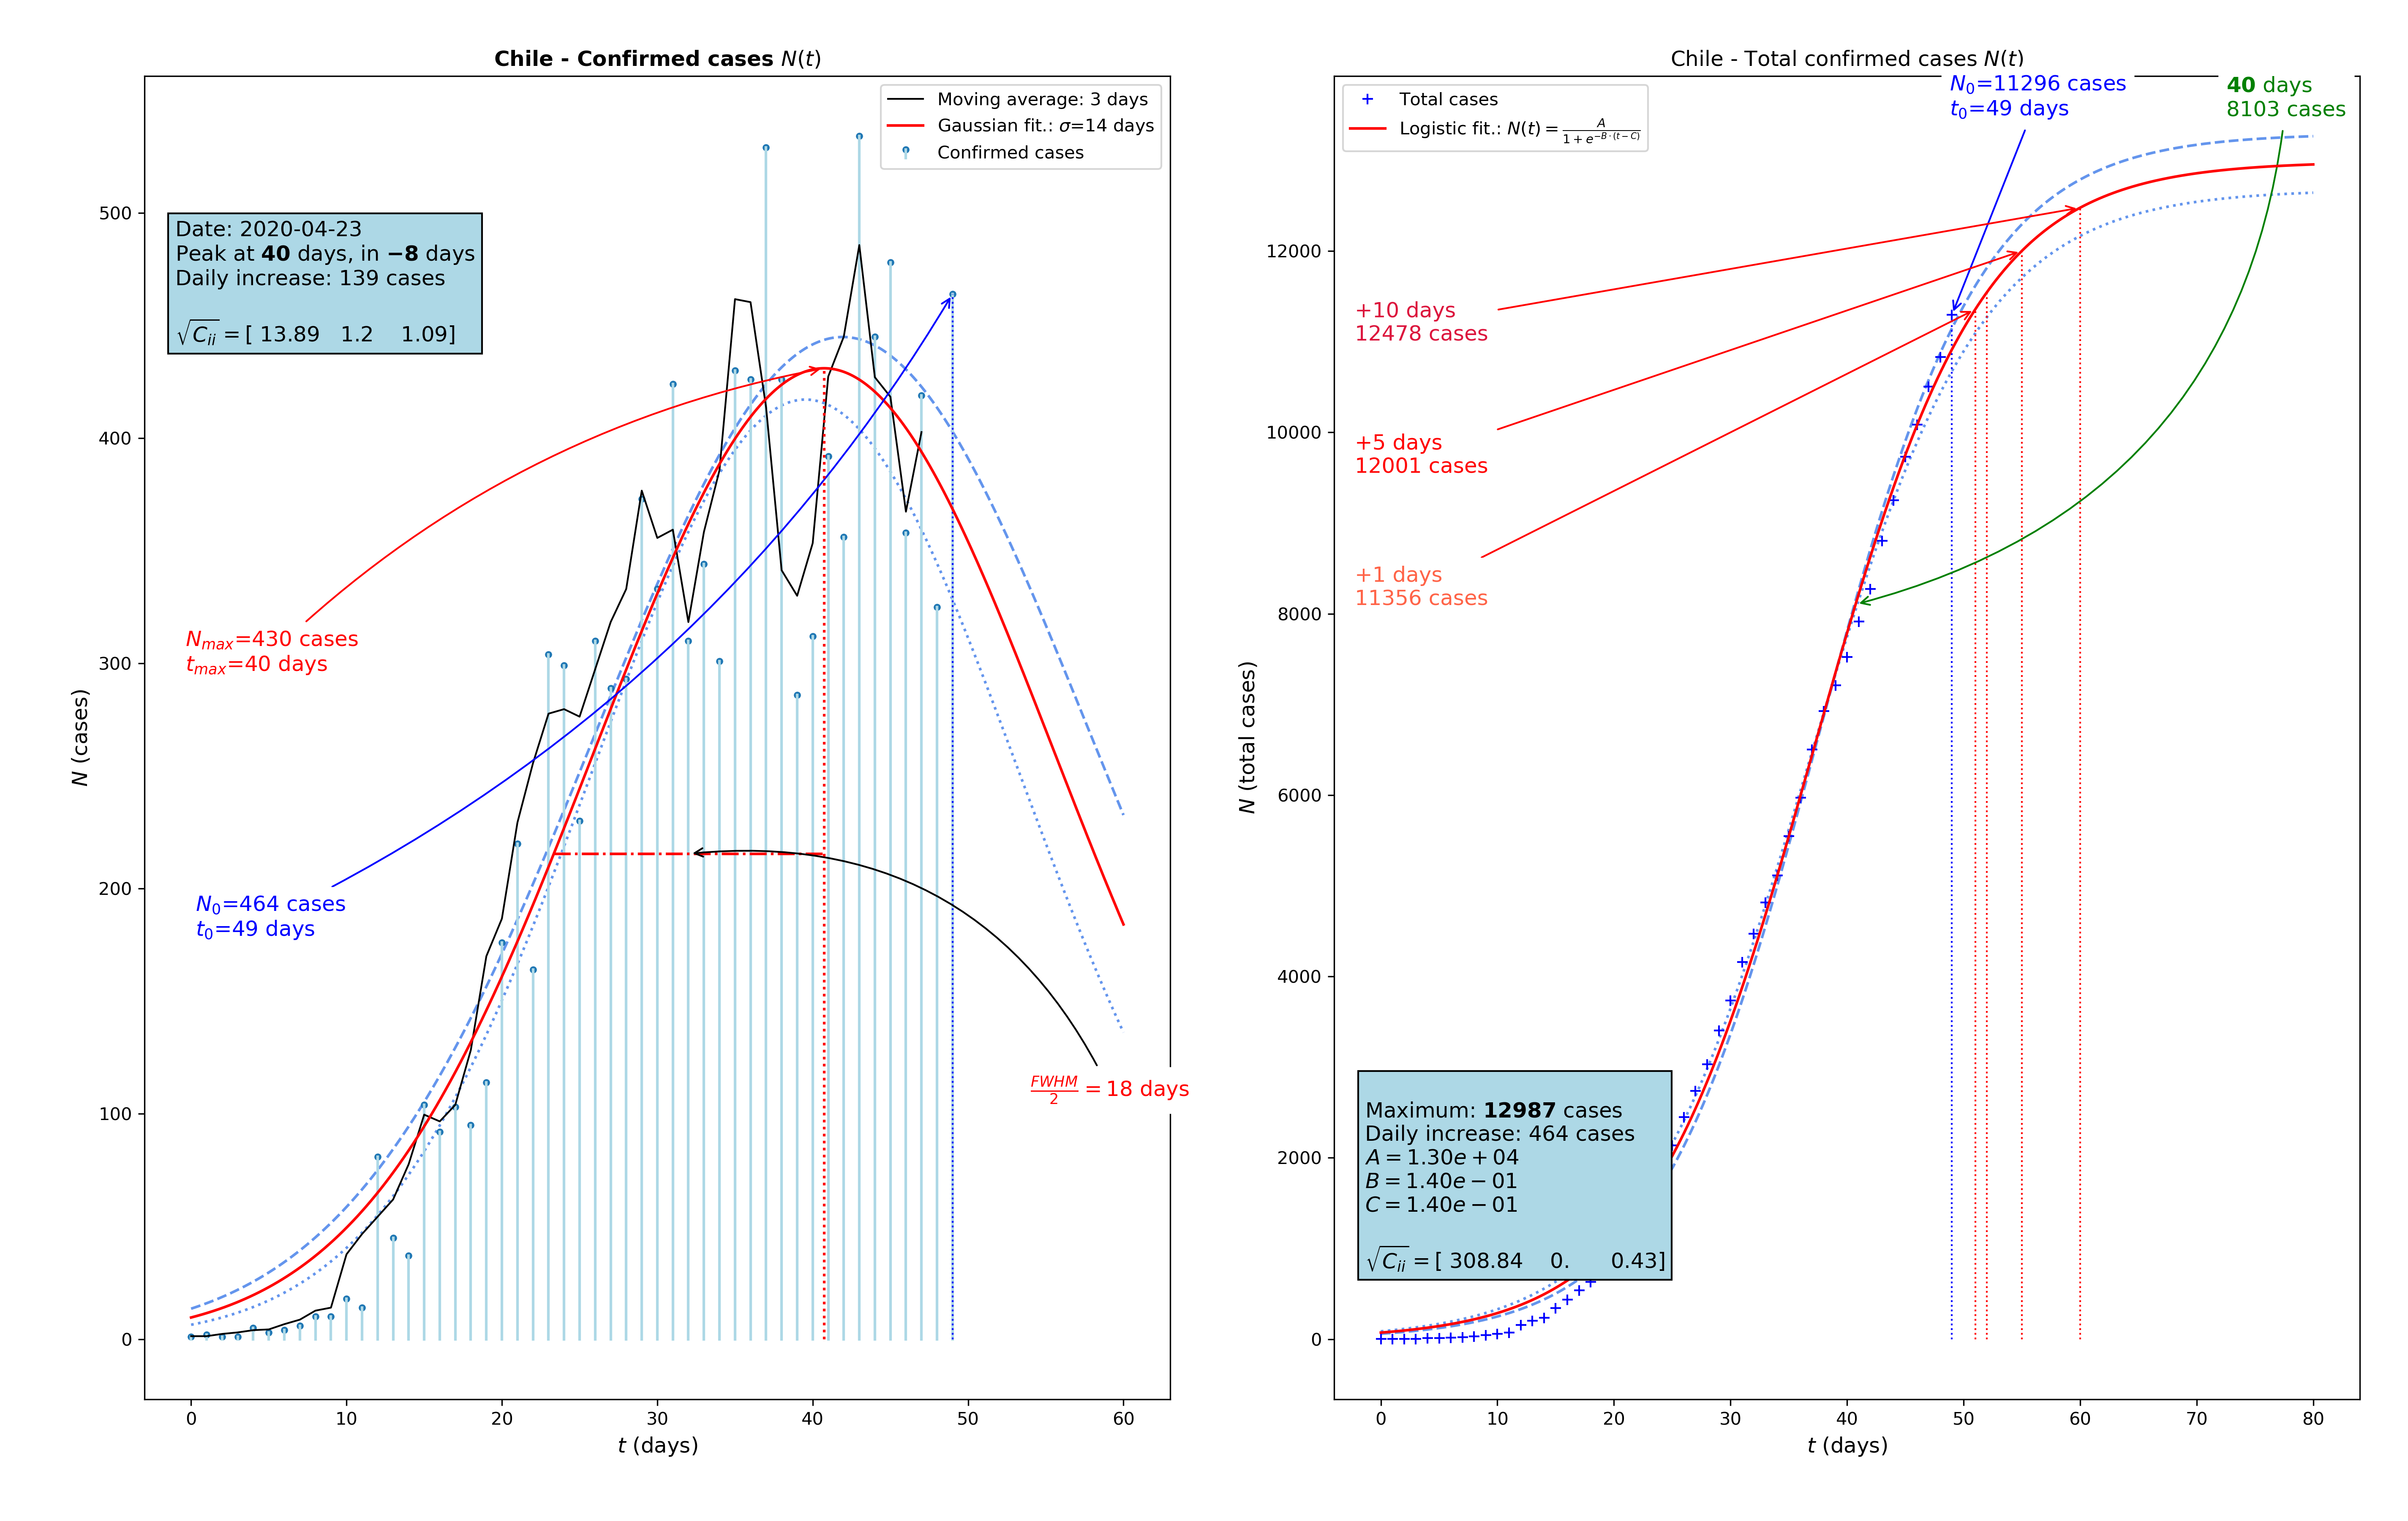 Chile - Confirmed cases N(t)
Moving average: 3 days
Gaussian fit.: σ=14 days
Confirmed cases
Date: 2020-04-23
Peak at 40 days, in −8 days
Daily increase: 139 cases
√C_ii = [ 13.89 1.2 1.09]
N_max=430 cases
t_max=40 days
N_0=464 cases
t_0=49 days
FWHM/2 = 18 days
N (cases)
500
400
300
200
100
0
0 10 20 30 40 50 60
t (days)
Chile - Total confirmed cases N(t)
Total cases
Logistic fit.: N(t) = A/(1+e^{−B·(t−C)})
N_0=11296 cases
t_0=49 days
40 days
8103 cases
+10 days
12478 cases
+5 days
12001 cases
+1 days
11356 cases
Maximum: 12987 cases
Daily increase: 464 cases
A = 1.30e + 04
B = 1.40e − 01
C = 1.40e − 01
√C_ii = [ 308.84 0. 0.43]
N (total cases)
12000
10000
8000
6000
4000
2000
0
0 10 20 30 40 50 60 70 80
t (days)